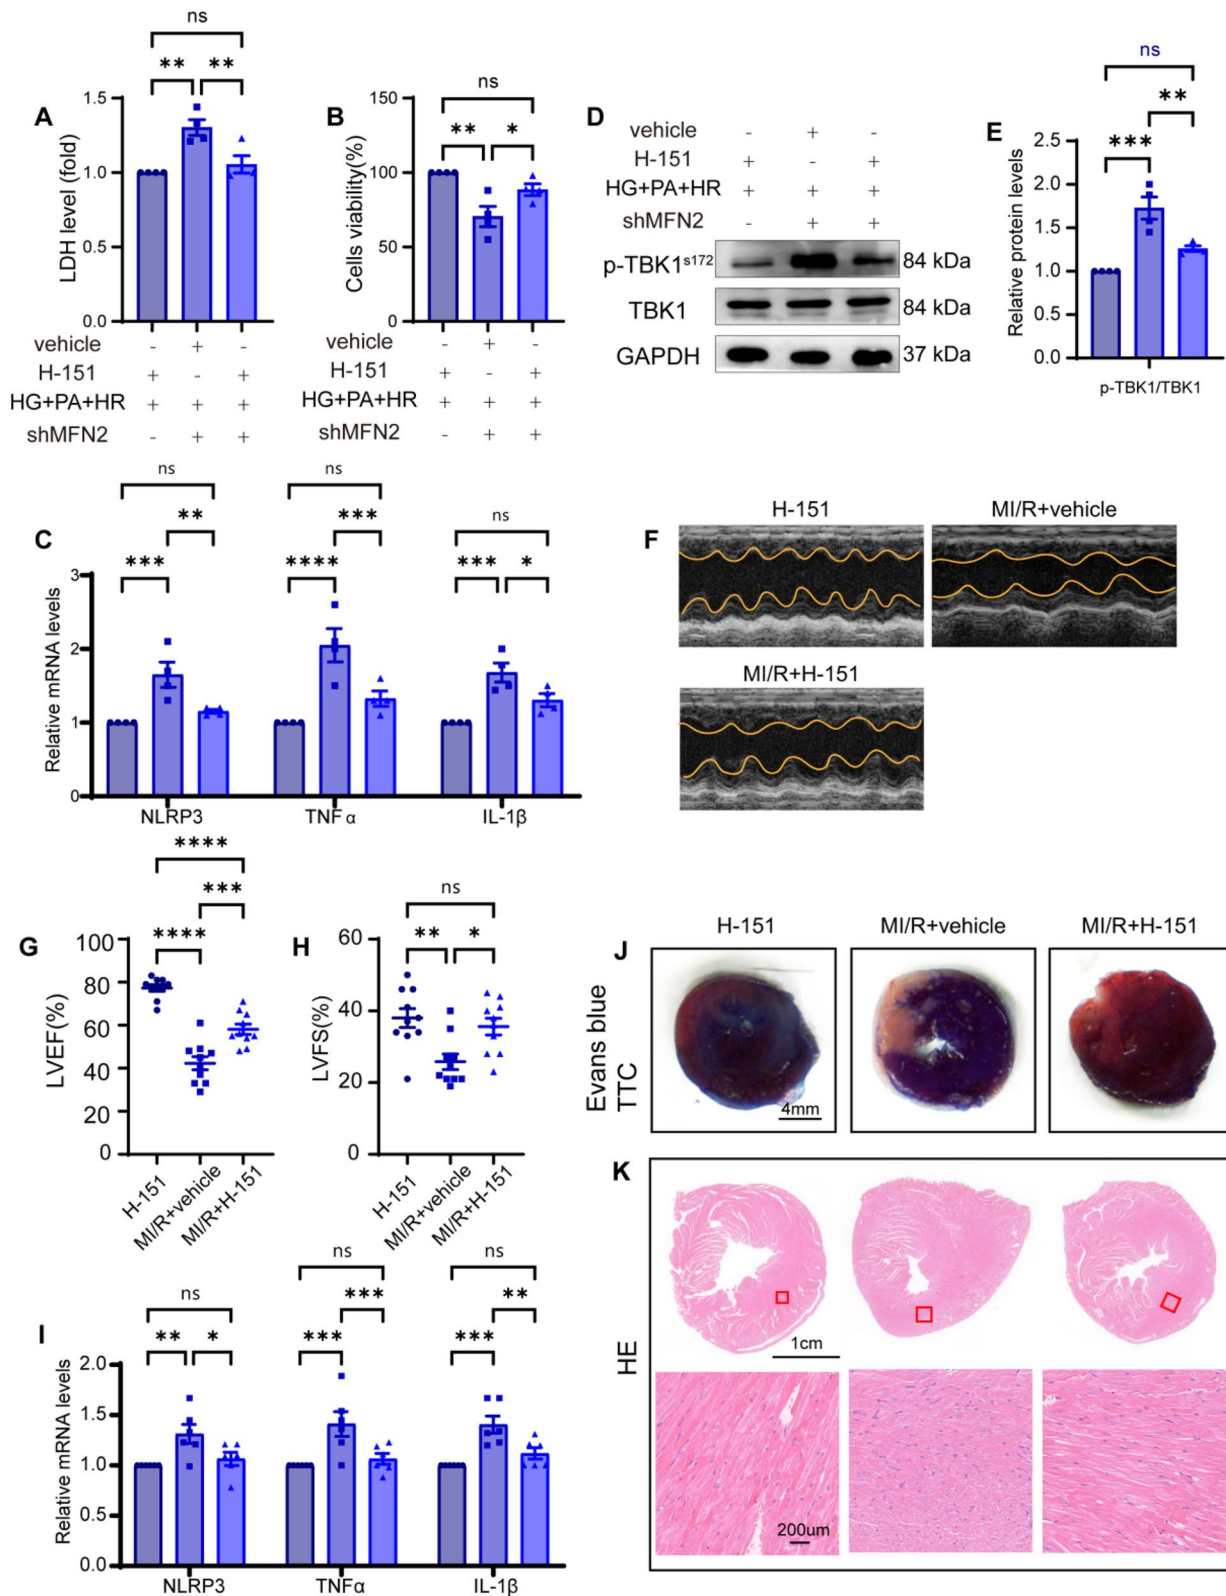 A
ns
** **
LDH level (fold)
1.5
1.0
0.5
0.0
vehicle - + -
H-151 + - +
HG+PA+HR + + +
shMFN2 - + +
B
ns
** *
Cells viability(%)
150
100
50
0
vehicle - + -
H-151 + - +
HG+PA+HR + + +
shMFN2 - + +
D
vehicle - + -
H-151 + - +
HG+PA+HR + + +
shMFN2 - + +
p-TBK1s172 84 kDa
TBK1 84 kDa
GAPDH 37 kDa
E
ns
**
***
Relative protein levels
2.5
2.0
1.5
1.0
0.5
0.0
p-TBK1/TBK1
C
ns ns ns
** *** *
*** **** ***
Relative mRNA levels
3
2
1
0
NLRP3 TNFα IL-1β
F
H-151 MI/R+vehicle
MI/R+H-151
G
****
***
****
LVEF(%)
100
80
60
40
20
0
H-151 MI/R+vehicle MI/R+H-151
H
ns
** *
LVFS(%)
60
40
20
0
H-151 MI/R+vehicle MI/R+H-151
J
H-151 MI/R+vehicle MI/R+H-151
Evans blue
TTC
4mm
K
HE
1cm
200um
I
ns ns ns
** * *** *** *** **
Relative mRNA levels
2.0
1.5
1.0
0.5
0.0
NLRP3 TNFα IL-1β